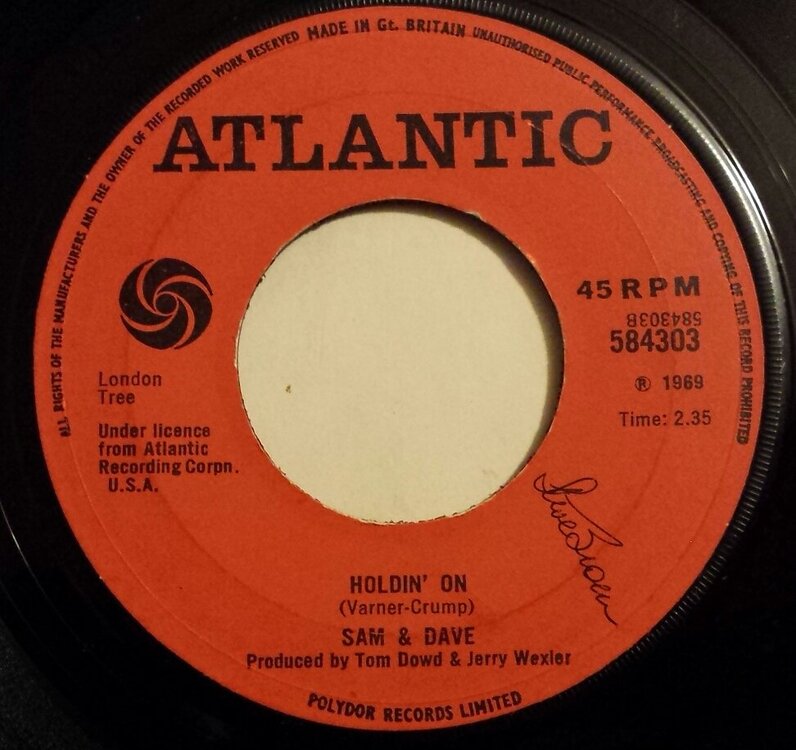 ALL RIGHTS OF THE MANUFACTURERS AND THE OWNER OF THE RECORDED WORK RESERVED MADE IN Gt. BRITAIN UNAUTHORISED PUBLIC PERFORMANCE BROADCASTING AND COPYING OF THIS RECORD PROHIBITED
ATLANTIC
45 RPM
584303B
584303
℗ 1969
Time: 2.35
London
Tree
Under licence
from Atlantic
Recording Corpn.
U.S.A.
Steve Brown
HOLDIN' ON
(Varner-Crump)
SAM & DAVE
Produced by Tom Dowd & Jerry Wexler
POLYDOR RECORDS LIMITED